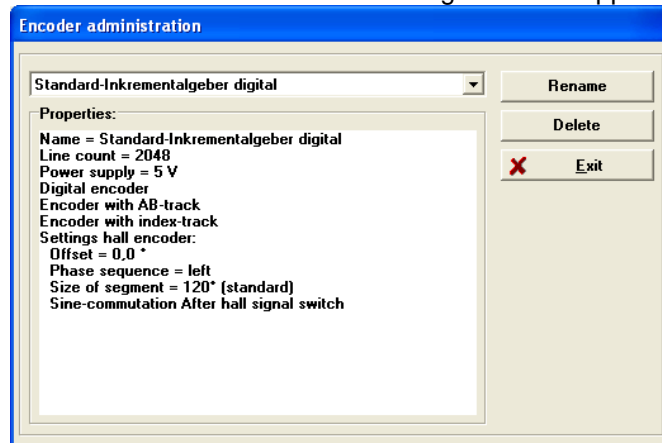 Encoder administration
Standard-Inkrementalgeber digital
Rename
Properties:
Delete
Name = Standard-Inkrementalgeber digital
Line count = 2048
Power supply = 5 V
Exit
Digital encoder
Encoder with AB-track
Encoder with index-track
Settings hall encoder:
Offset = 0,0 °
Phase sequence = left
Size of segment = 120° (standard)
Sine-commutation After hall signal switch